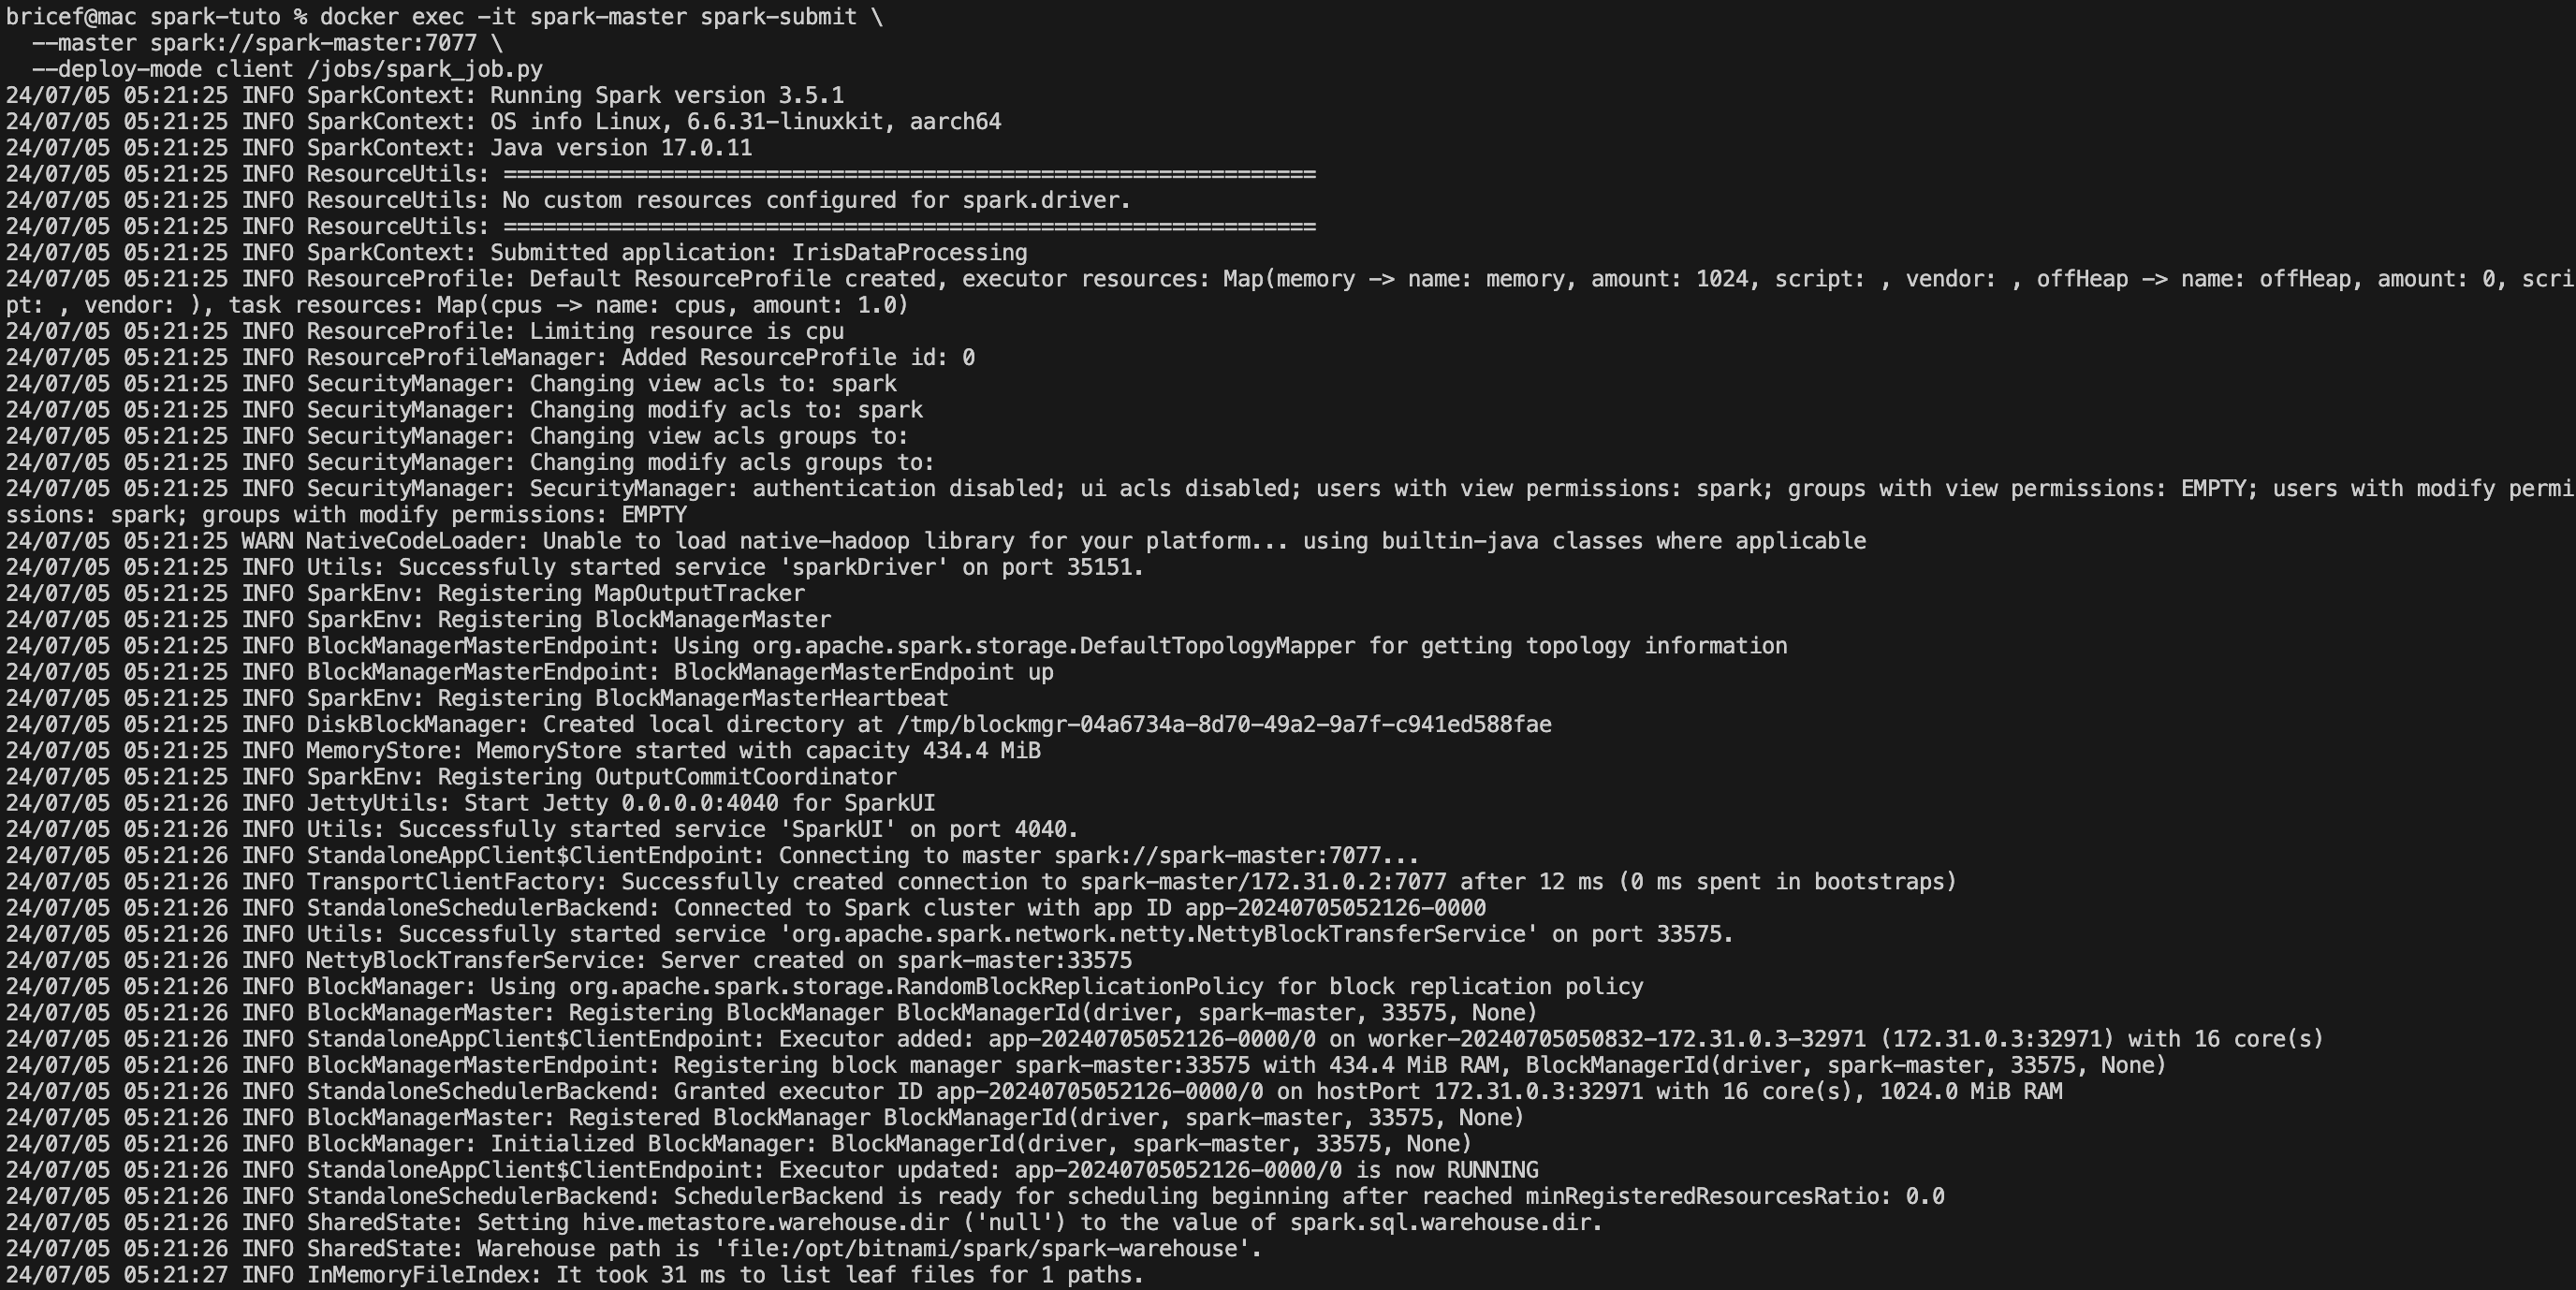 bricef@mac spark-tuto % docker exec -it spark-master spark-submit \
  --master spark://spark-master:7077 \
  --deploy-mode client /jobs/spark_job.py
24/07/05 05:21:25 INFO SparkContext: Running Spark version 3.5.1
24/07/05 05:21:25 INFO SparkContext: OS info Linux, 6.6.31-linuxkit, aarch64
24/07/05 05:21:25 INFO SparkContext: Java version 17.0.11
24/07/05 05:21:25 INFO ResourceUtils: ==============================================================
24/07/05 05:21:25 INFO ResourceUtils: No custom resources configured for spark.driver.
24/07/05 05:21:25 INFO ResourceUtils: ==============================================================
24/07/05 05:21:25 INFO SparkContext: Submitted application: IrisDataProcessing
24/07/05 05:21:25 INFO ResourceProfile: Default ResourceProfile created, executor resources: Map(memory -> name: memory, amount: 1024, script: , vendor: , offHeap -> name: offHeap, amount: 0, scri
pt: , vendor: ), task resources: Map(cpus -> name: cpus, amount: 1.0)
24/07/05 05:21:25 INFO ResourceProfile: Limiting resource is cpu
24/07/05 05:21:25 INFO ResourceProfileManager: Added ResourceProfile id: 0
24/07/05 05:21:25 INFO SecurityManager: Changing view acls to: spark
24/07/05 05:21:25 INFO SecurityManager: Changing modify acls to: spark
24/07/05 05:21:25 INFO SecurityManager: Changing view acls groups to:
24/07/05 05:21:25 INFO SecurityManager: Changing modify acls groups to:
24/07/05 05:21:25 INFO SecurityManager: SecurityManager: authentication disabled; ui acls disabled; users with view permissions: spark; groups with view permissions: EMPTY; users with modify permi
ssions: spark; groups with modify permissions: EMPTY
24/07/05 05:21:25 WARN NativeCodeLoader: Unable to load native-hadoop library for your platform... using builtin-java classes where applicable
24/07/05 05:21:25 INFO Utils: Successfully started service 'sparkDriver' on port 35151.
24/07/05 05:21:25 INFO SparkEnv: Registering MapOutputTracker
24/07/05 05:21:25 INFO SparkEnv: Registering BlockManagerMaster
24/07/05 05:21:25 INFO BlockManagerMasterEndpoint: Using org.apache.spark.storage.DefaultTopologyMapper for getting topology information
24/07/05 05:21:25 INFO BlockManagerMasterEndpoint: BlockManagerMasterEndpoint up
24/07/05 05:21:25 INFO SparkEnv: Registering BlockManagerMasterHeartbeat
24/07/05 05:21:25 INFO DiskBlockManager: Created local directory at /tmp/blockmgr-04a6734a-8d70-49a2-9a7f-c941ed588fae
24/07/05 05:21:25 INFO MemoryStore: MemoryStore started with capacity 434.4 MiB
24/07/05 05:21:25 INFO SparkEnv: Registering OutputCommitCoordinator
24/07/05 05:21:26 INFO JettyUtils: Start Jetty 0.0.0.0:4040 for SparkUI
24/07/05 05:21:26 INFO Utils: Successfully started service 'SparkUI' on port 4040.
24/07/05 05:21:26 INFO StandaloneAppClient$ClientEndpoint: Connecting to master spark://spark-master:7077...
24/07/05 05:21:26 INFO TransportClientFactory: Successfully created connection to spark-master/172.31.0.2:7077 after 12 ms (0 ms spent in bootstraps)
24/07/05 05:21:26 INFO StandaloneSchedulerBackend: Connected to Spark cluster with app ID app-20240705052126-0000
24/07/05 05:21:26 INFO Utils: Successfully started service 'org.apache.spark.network.netty.NettyBlockTransferService' on port 33575.
24/07/05 05:21:26 INFO NettyBlockTransferService: Server created on spark-master:33575
24/07/05 05:21:26 INFO BlockManager: Using org.apache.spark.storage.RandomBlockReplicationPolicy for block replication policy
24/07/05 05:21:26 INFO BlockManagerMaster: Registering BlockManager BlockManagerId(driver, spark-master, 33575, None)
24/07/05 05:21:26 INFO StandaloneAppClient$ClientEndpoint: Executor added: app-20240705052126-0000/0 on worker-20240705050832-172.31.0.3-32971 (172.31.0.3:32971) with 16 core(s)
24/07/05 05:21:26 INFO BlockManagerMasterEndpoint: Registering block manager spark-master:33575 with 434.4 MiB RAM, BlockManagerId(driver, spark-master, 33575, None)
24/07/05 05:21:26 INFO StandaloneSchedulerBackend: Granted executor ID app-20240705052126-0000/0 on hostPort 172.31.0.3:32971 with 16 core(s), 1024.0 MiB RAM
24/07/05 05:21:26 INFO BlockManagerMaster: Registered BlockManager BlockManagerId(driver, spark-master, 33575, None)
24/07/05 05:21:26 INFO BlockManager: Initialized BlockManager: BlockManagerId(driver, spark-master, 33575, None)
24/07/05 05:21:26 INFO StandaloneAppClient$ClientEndpoint: Executor updated: app-20240705052126-0000/0 is now RUNNING
24/07/05 05:21:26 INFO StandaloneSchedulerBackend: SchedulerBackend is ready for scheduling beginning after reached minRegisteredResourcesRatio: 0.0
24/07/05 05:21:26 INFO SharedState: Setting hive.metastore.warehouse.dir ('null') to the value of spark.sql.warehouse.dir.
24/07/05 05:21:26 INFO SharedState: Warehouse path is 'file:/opt/bitnami/spark/spark-warehouse'.
24/07/05 05:21:27 INFO InMemoryFileIndex: It took 31 ms to list leaf files for 1 paths.